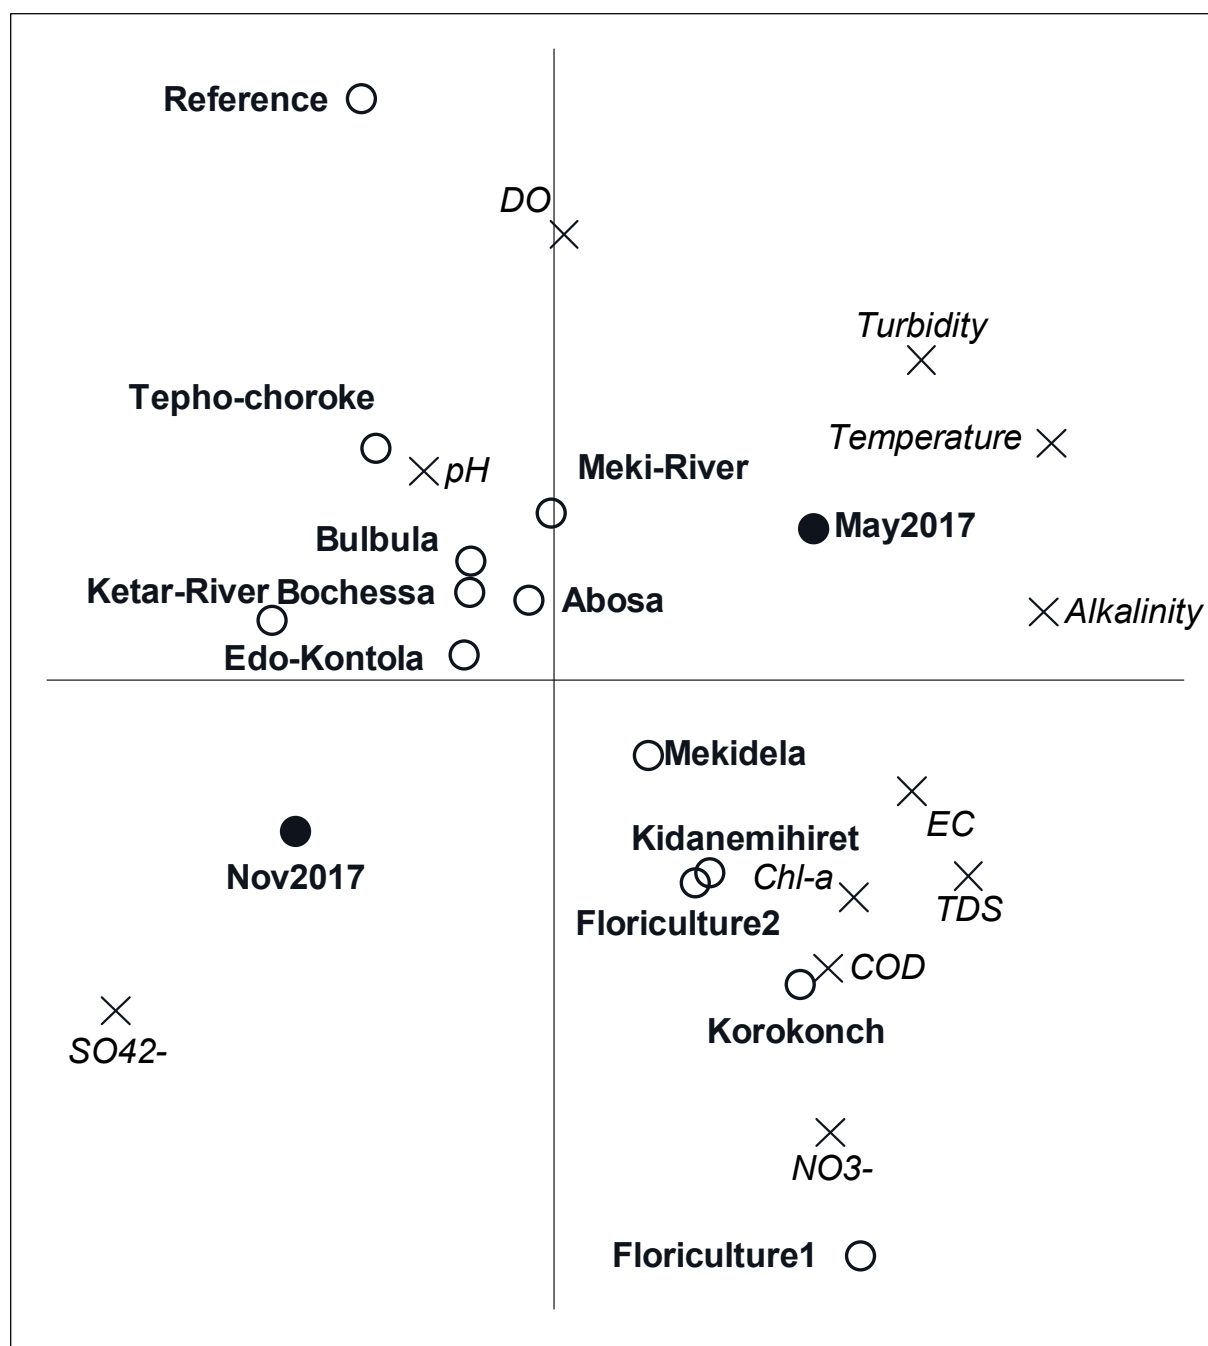 Reference
DO
Turbidity
Tepho-choroke
Temperature
pH
Meki-River
May2017
Bulbula
Ketar-River Bochessa
Abosa
Alkalinity
Edo-Kontola
Mekidela
EC
Kidanemihiret
Nov2017
Chl-a
TDS
Floriculture2
COD
Korokonch
SO42-
NO3-
Floriculture1